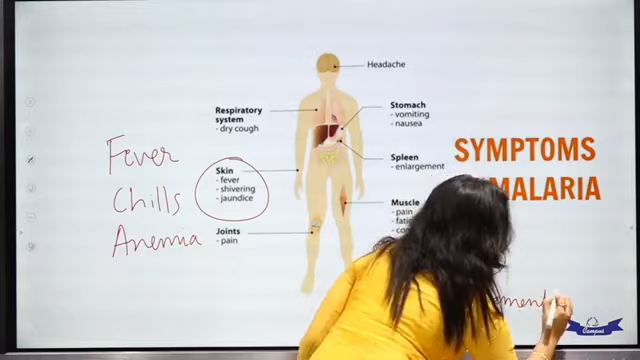 Headache
Respiratory
system
- dry cough
Stomach
- vomiting
- nausea
Skin
- fever
- shivering
- jaundice
Spleen
- enlargement
Joints
- pain
Muscle
- pain
SYMPTOMS
MALARIA
Fever
Chills
Anemia
Campus